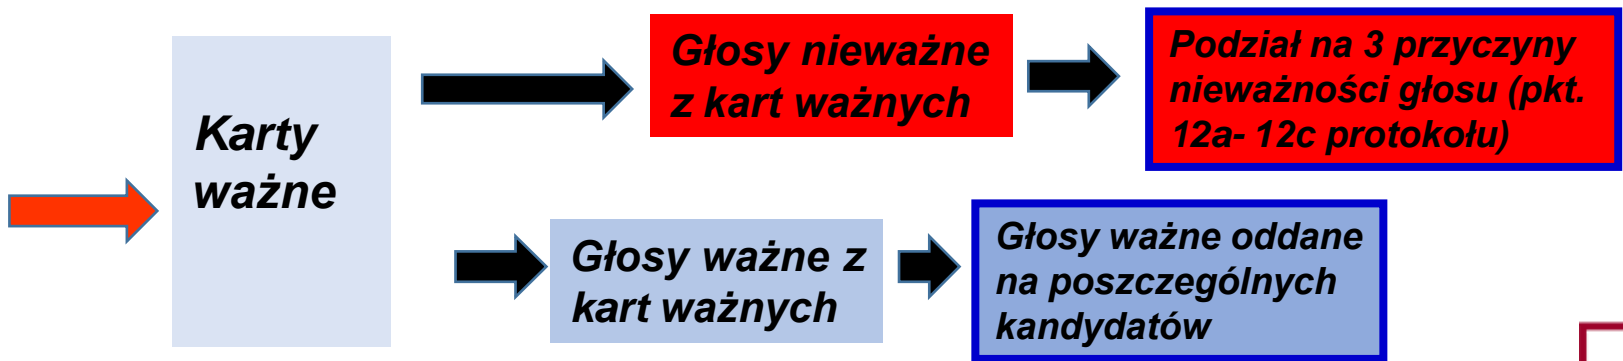 Karty
ważne
Głosy nieważne
z kart ważnych
Podział na 3 przyczyny
nieważności głosu (pkt.
12a- 12c protokołu)
Głosy ważne z
kart ważnych
Głosy ważne oddane
na poszczególnych
kandydatów